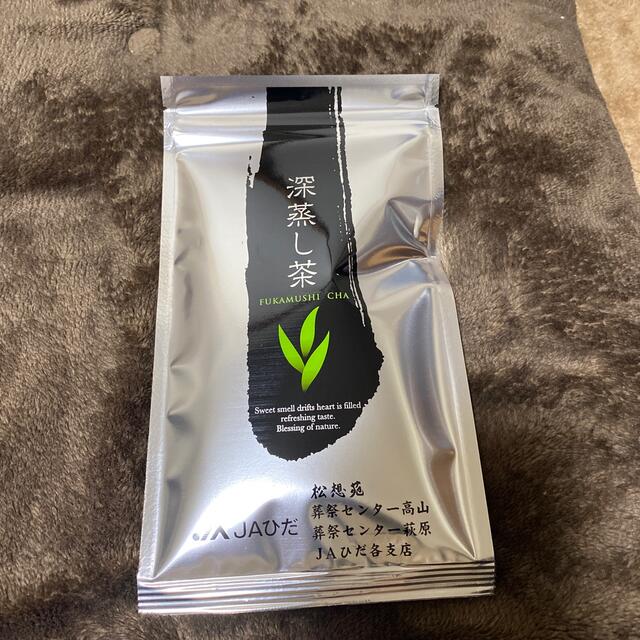 深蒸し茶
FUKAMUSHI CHA
Sweet smell drifts heart is filled
refreshing taste.
Blessing of nature.
JAひだ
松想苑
葬祭センター高山
葬祭センター萩原
JAひだ各支店